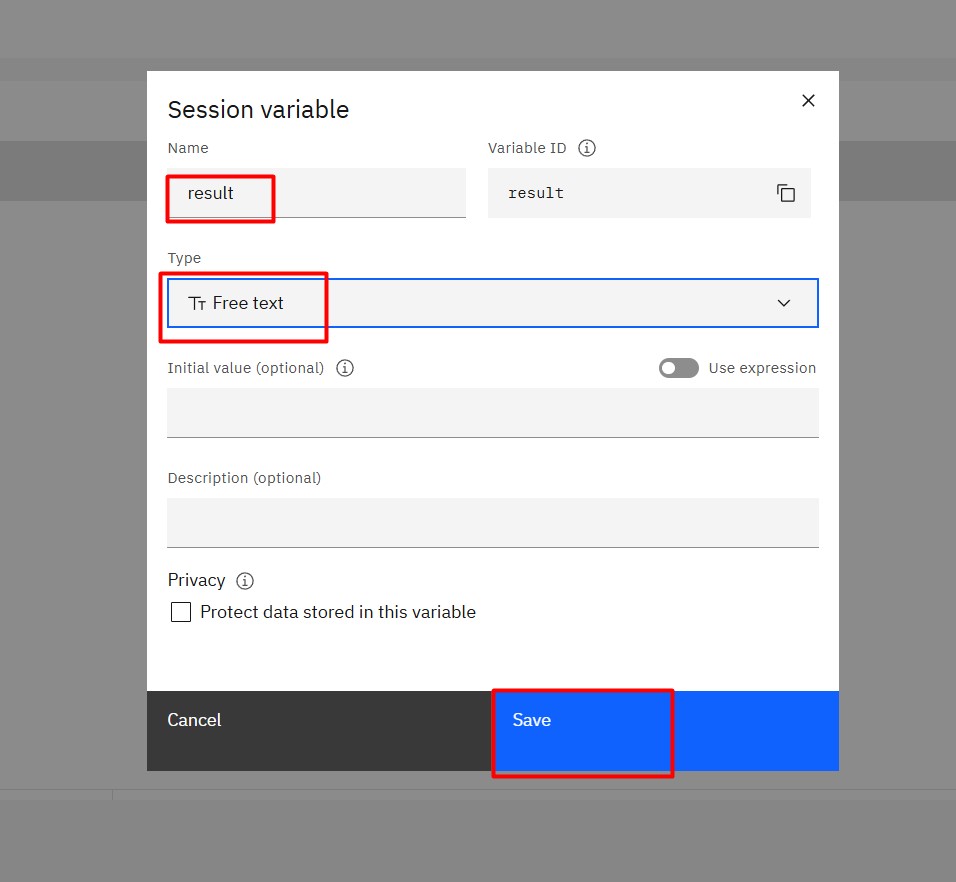 Session variable
Name
Variable ID
result
result
Type
Free text
Initial value (optional)
Use expression
Description (optional)
Privacy
Protect data stored in this variable
Cancel
Save